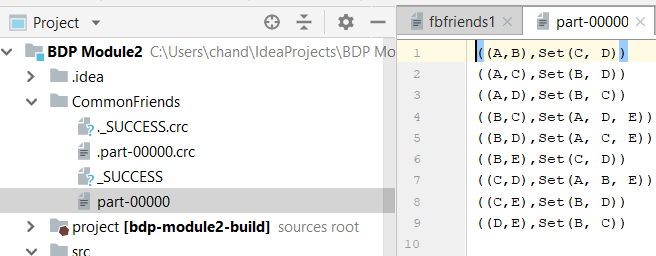 Project
BDP Module2 C:\Users\chand\IdeaProjects\BDP Mo
.idea
CommonFriends
._SUCCESS.crc
.part-00000.crc
_SUCCESS
part-00000
project [bdp-module2-build] sources root
src
fbfriends1 part-00000
1 ((A,B),Set(C, D))
2 ((A,C),Set(B, D))
3 ((A,D),Set(B, C))
4 ((B,C),Set(A, D, E))
5 ((B,D),Set(A, C, E))
6 ((B,E),Set(C, D))
7 ((C,D),Set(A, B, E))
8 ((C,E),Set(B, D))
9 ((D,E),Set(B, C))
10